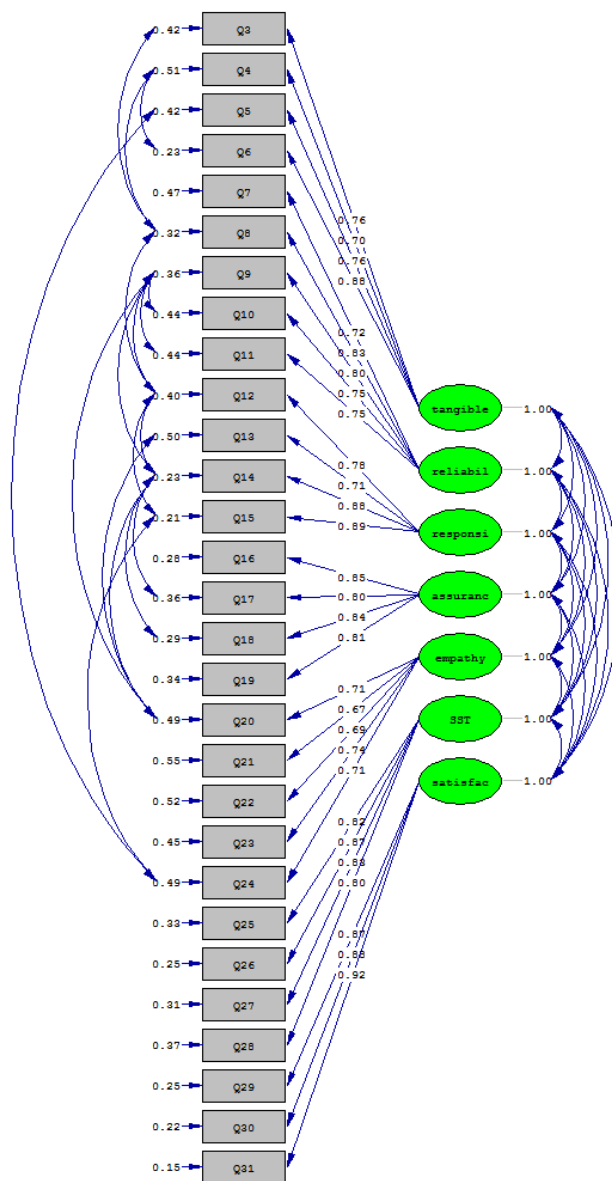 0.42 Q3
0.51 Q4
0.42 Q5
0.23 Q6
0.47 Q7
0.32 Q8
0.36 Q9
0.44 Q10
0.44 Q11
0.40 Q12
0.50 Q13
0.23 Q14
0.21 Q15
0.28 Q16
0.36 Q17
0.29 Q18
0.34 Q19
0.49 Q20
0.55 Q21
0.52 Q22
0.45 Q23
0.49 Q24
0.33 Q25
0.25 Q26
0.31 Q27
0.37 Q28
0.25 Q29
0.22 Q30
0.15 Q31
0.76
0.70
0.76
0.88
0.72
0.83
0.80
0.75
0.75
0.78
0.71
0.88
0.89
0.85
0.80
0.84
0.81
0.71
0.67
0.69
0.74
0.71
0.82
0.87
0.83
0.80
0.87
0.88
0.92
tangible 1.00
reliabil 1.00
responsi 1.00
assuranc 1.00
empathy 1.00
SST 1.00
satisfac 1.00